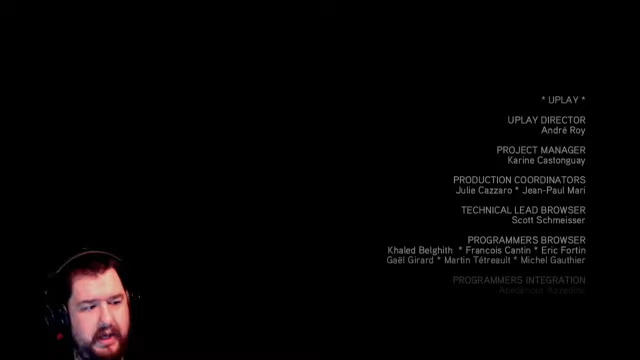 * UPLAY *
UPLAY DIRECTOR
André Roy
PROJECT MANAGER
Karine Castonguay
PRODUCTION COORDINATORS
Julie Cazzaro * Jean-Paul Mari
TECHNICAL LEAD BROWSER
Scott Schmeisser
PROGRAMMERS BROWSER
Khaled Belghith * Francois Cantin * Eric Fortin
Gaël Girard * Martin Tétreault * Michel Gauthier
PROGRAMMERS INTEGRATION